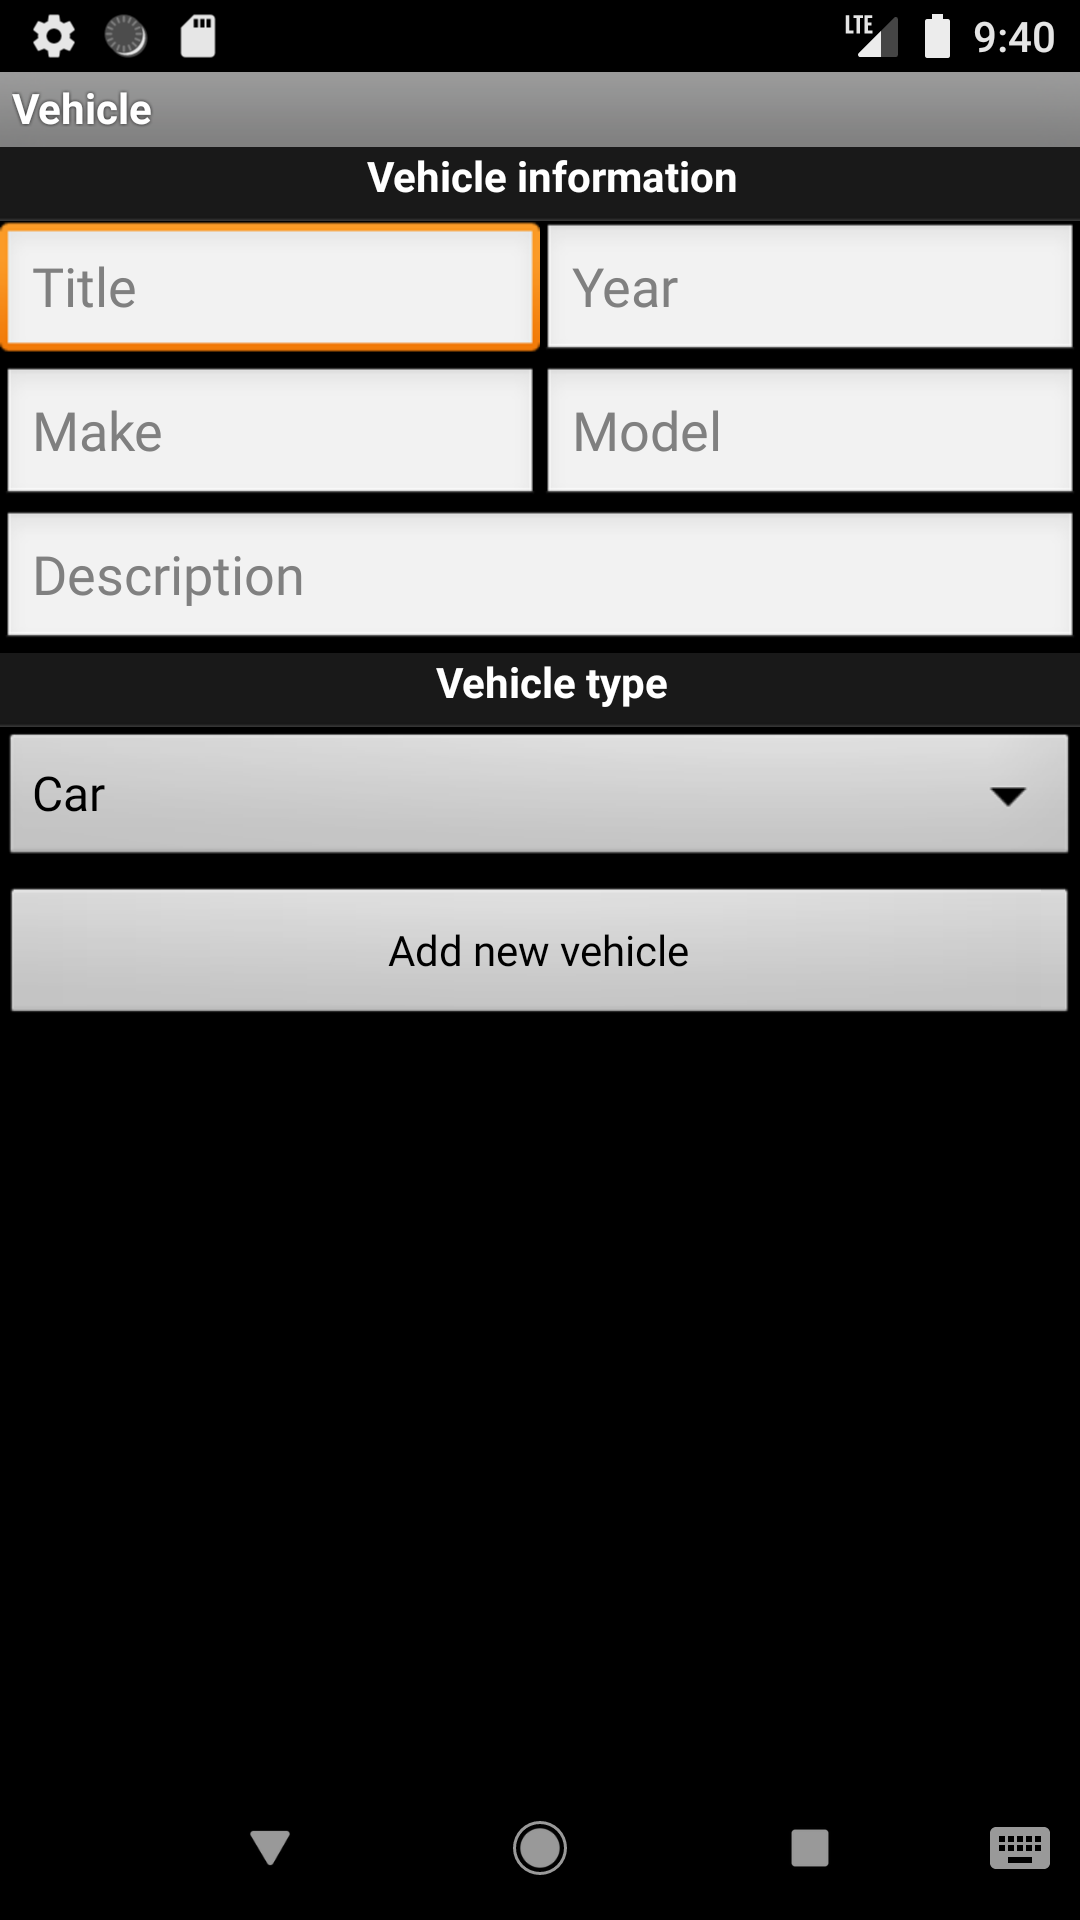 LTE 9:40
Vehicle
Vehicle information
Title Year
Make Model
Description
Vehicle type
Car
Add new vehicle